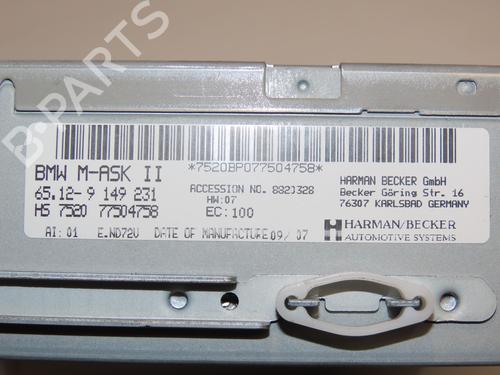 B-PARTS
BMW M-ASK II
*7520BP077504758*
65.12-9 149 231
HS 7520 77504758
ACCESSION NO. 8823328
HW:07
EC:100
HARMAN BECKER GmbH
Becker Göring Str. 16
76307 KARLSBAD GERMANY
AI: 01 E.ND72V DATE OF MANUFACTURE 09/ 07
HARMAN/BECKER
AUTOMOTIVE SYSTEMS